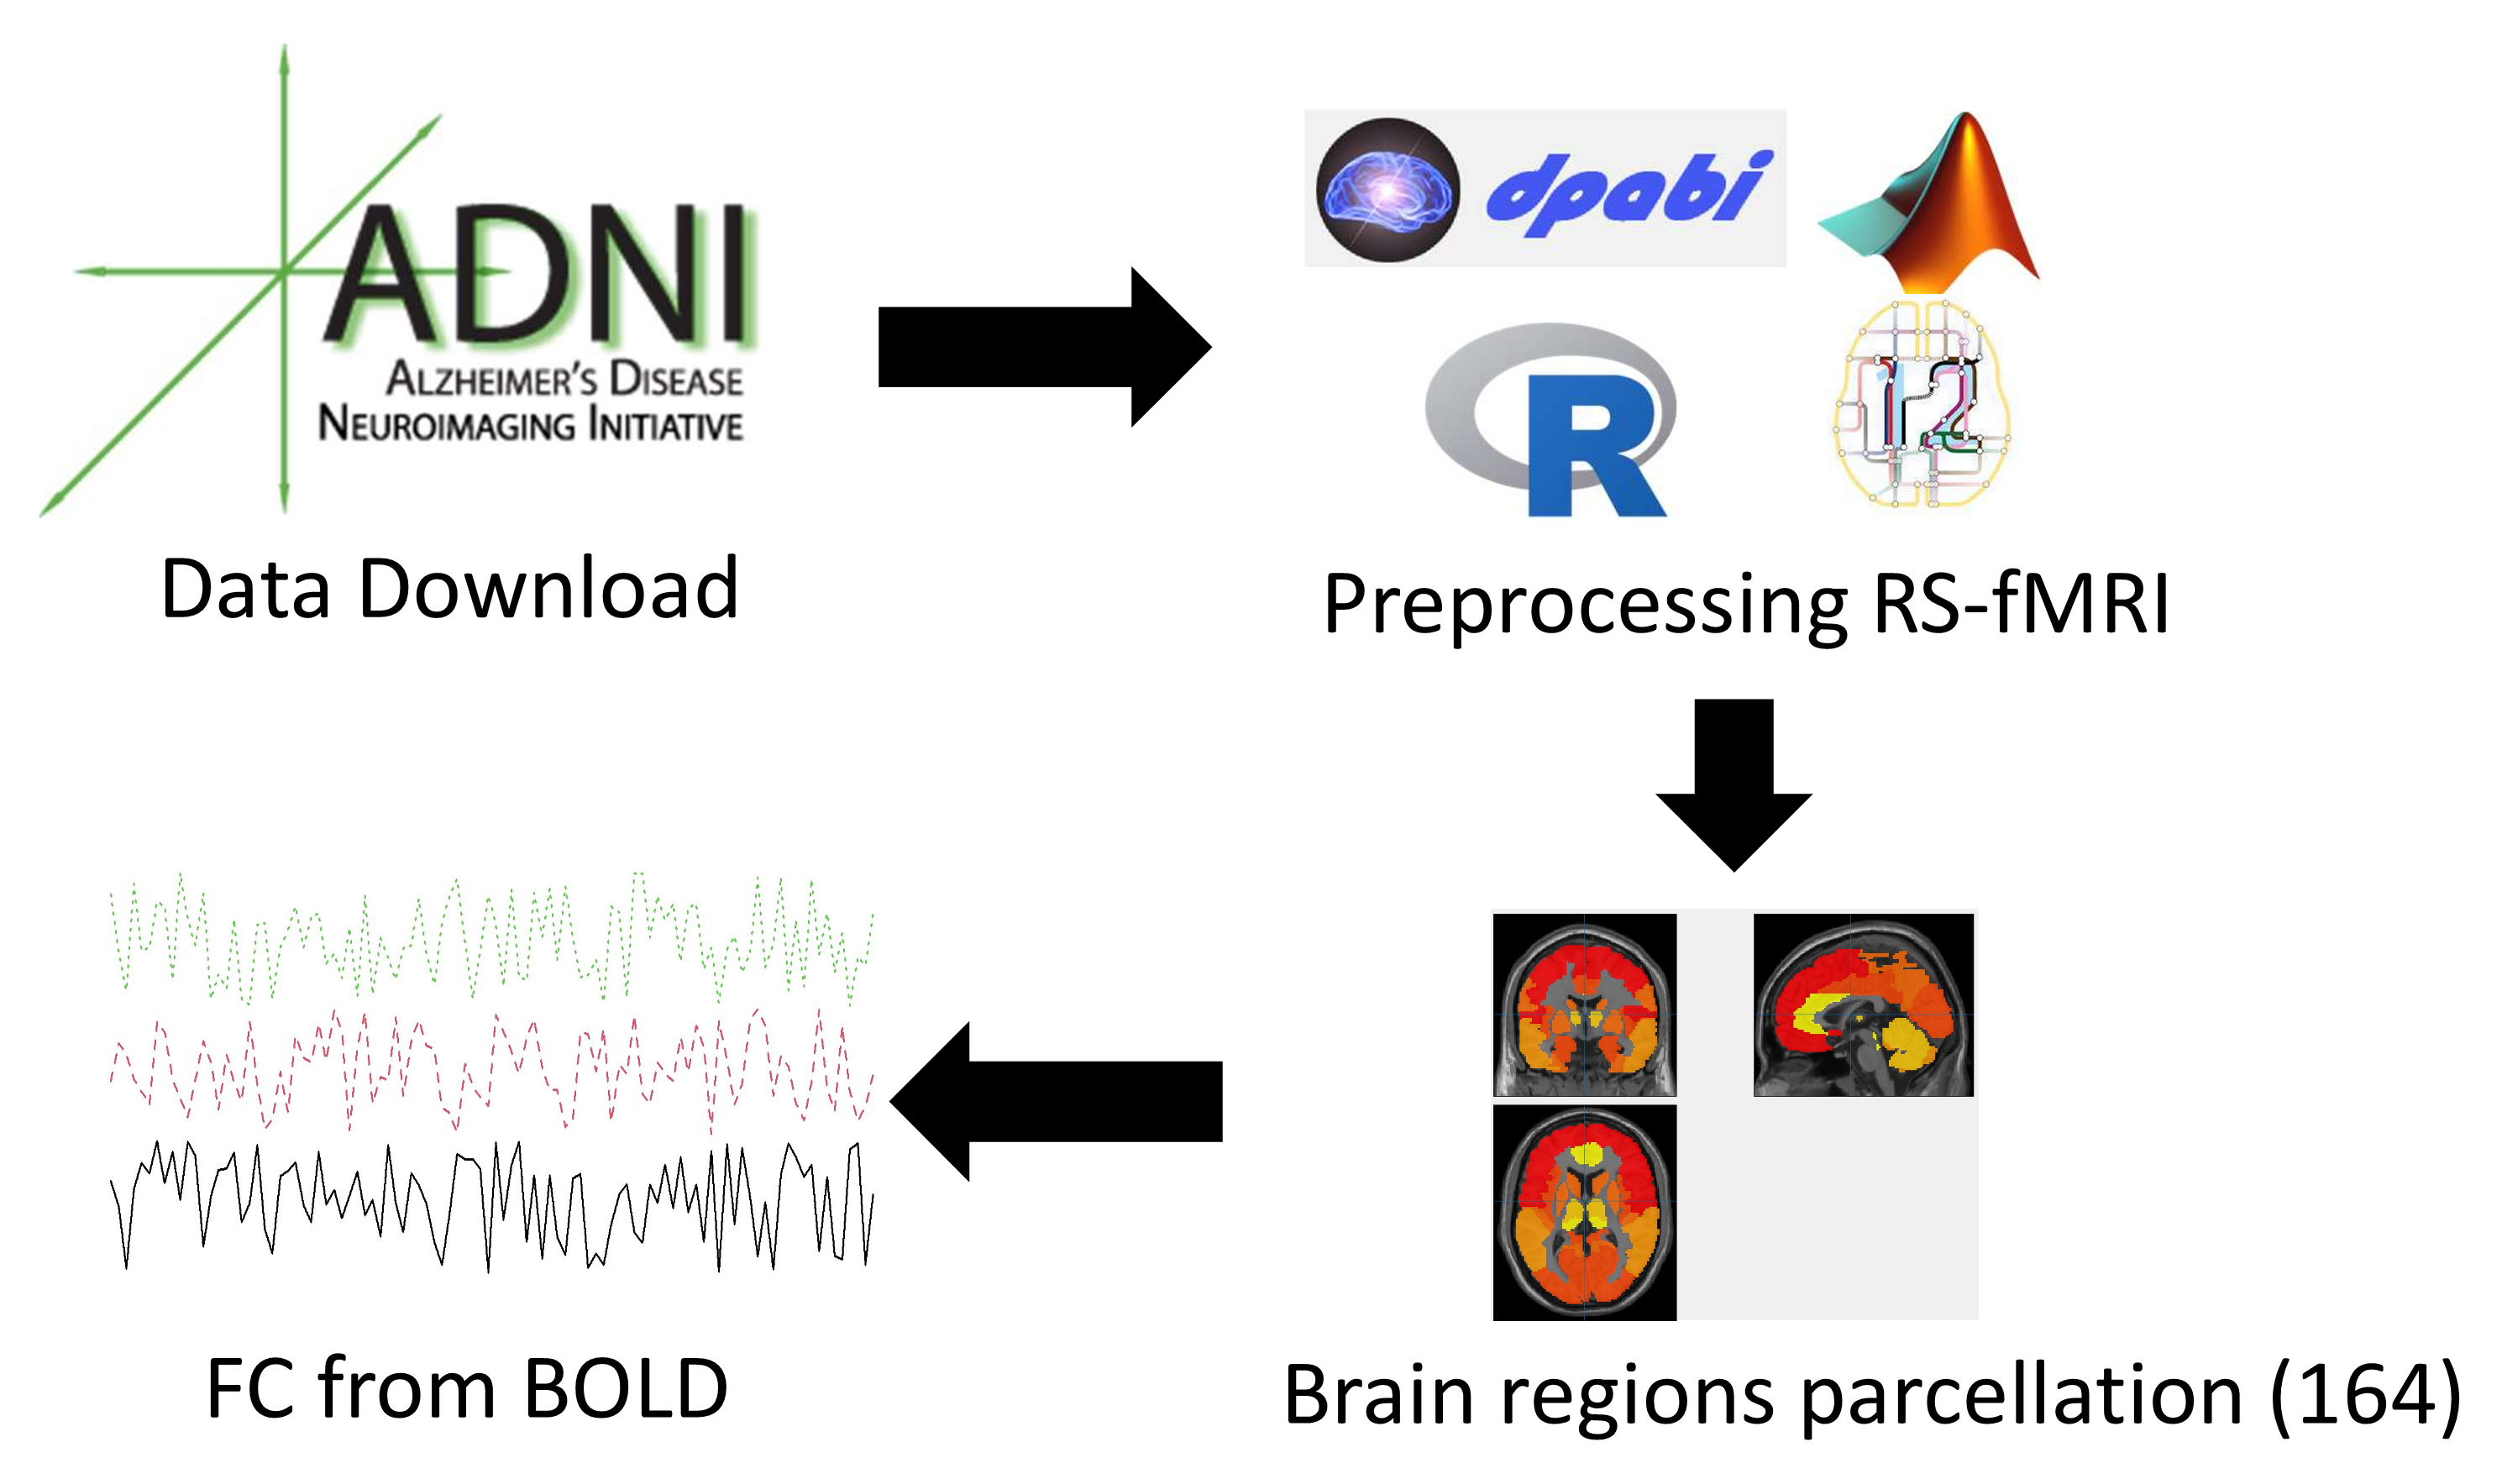 ADNI
ALZHEIMER'S DISEASE
NEUROIMAGING INITIATIVE
Data Download
dpabi
R
12
Preprocessing RS-fMRI
Brain regions parcellation (164)
FC from BOLD